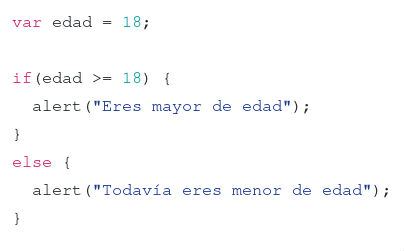 var edad = 18;
if(edad >= 18) {
alert("Eres mayor de edad");
}
else {
alert("Todavía eres menor de edad");
}